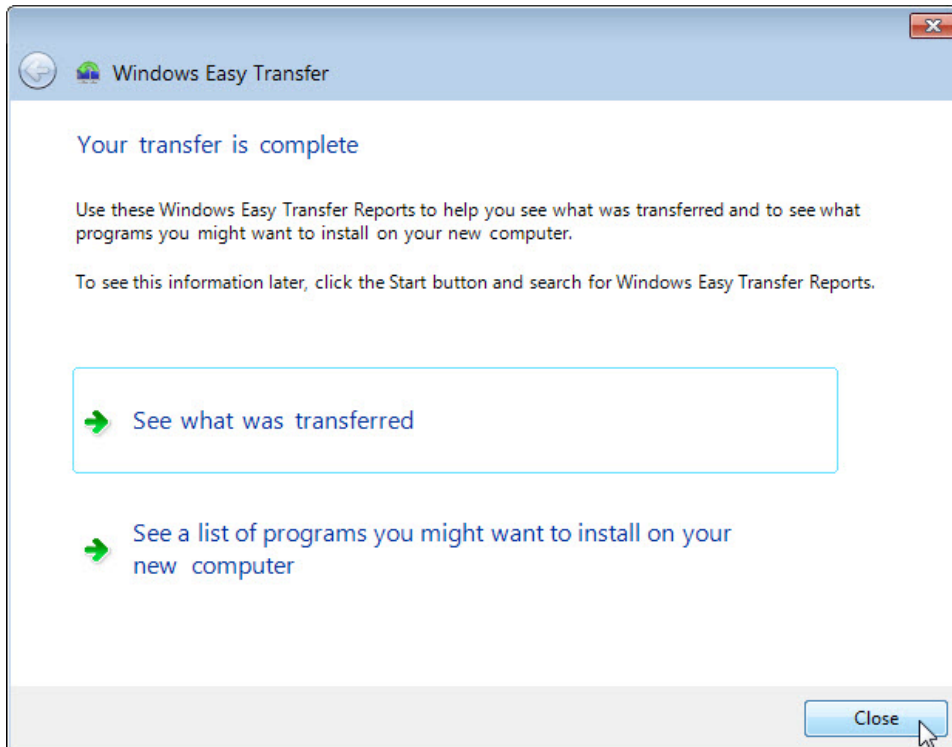 Windows Easy Transfer
Your transfer is complete
Use these Windows Easy Transfer Reports to help you see what was transferred and to see what
programs you might want to install on your new computer.
To see this information later, click the Start button and search for Windows Easy Transfer Reports.
See what was transferred
See a list of programs you might want to install on your
new computer
Close